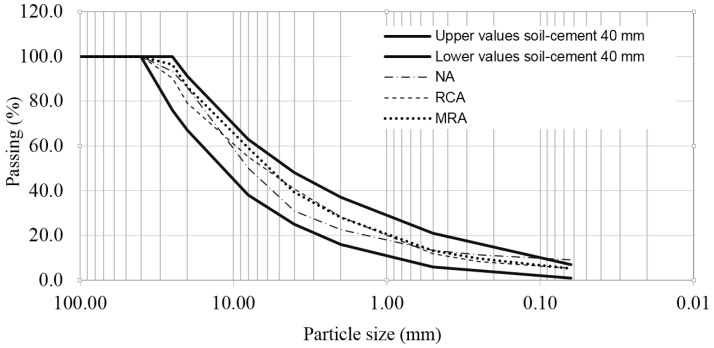 120.0
100.0
80.0
60.0
40.0
20.0
0.0
Passing (%)
Upper values soil-cement 40 mm
Lower values soil-cement 40 mm
NA
RCA
MRA
100.00 10.00 1.00 0.10 0.01
Particle size (mm)